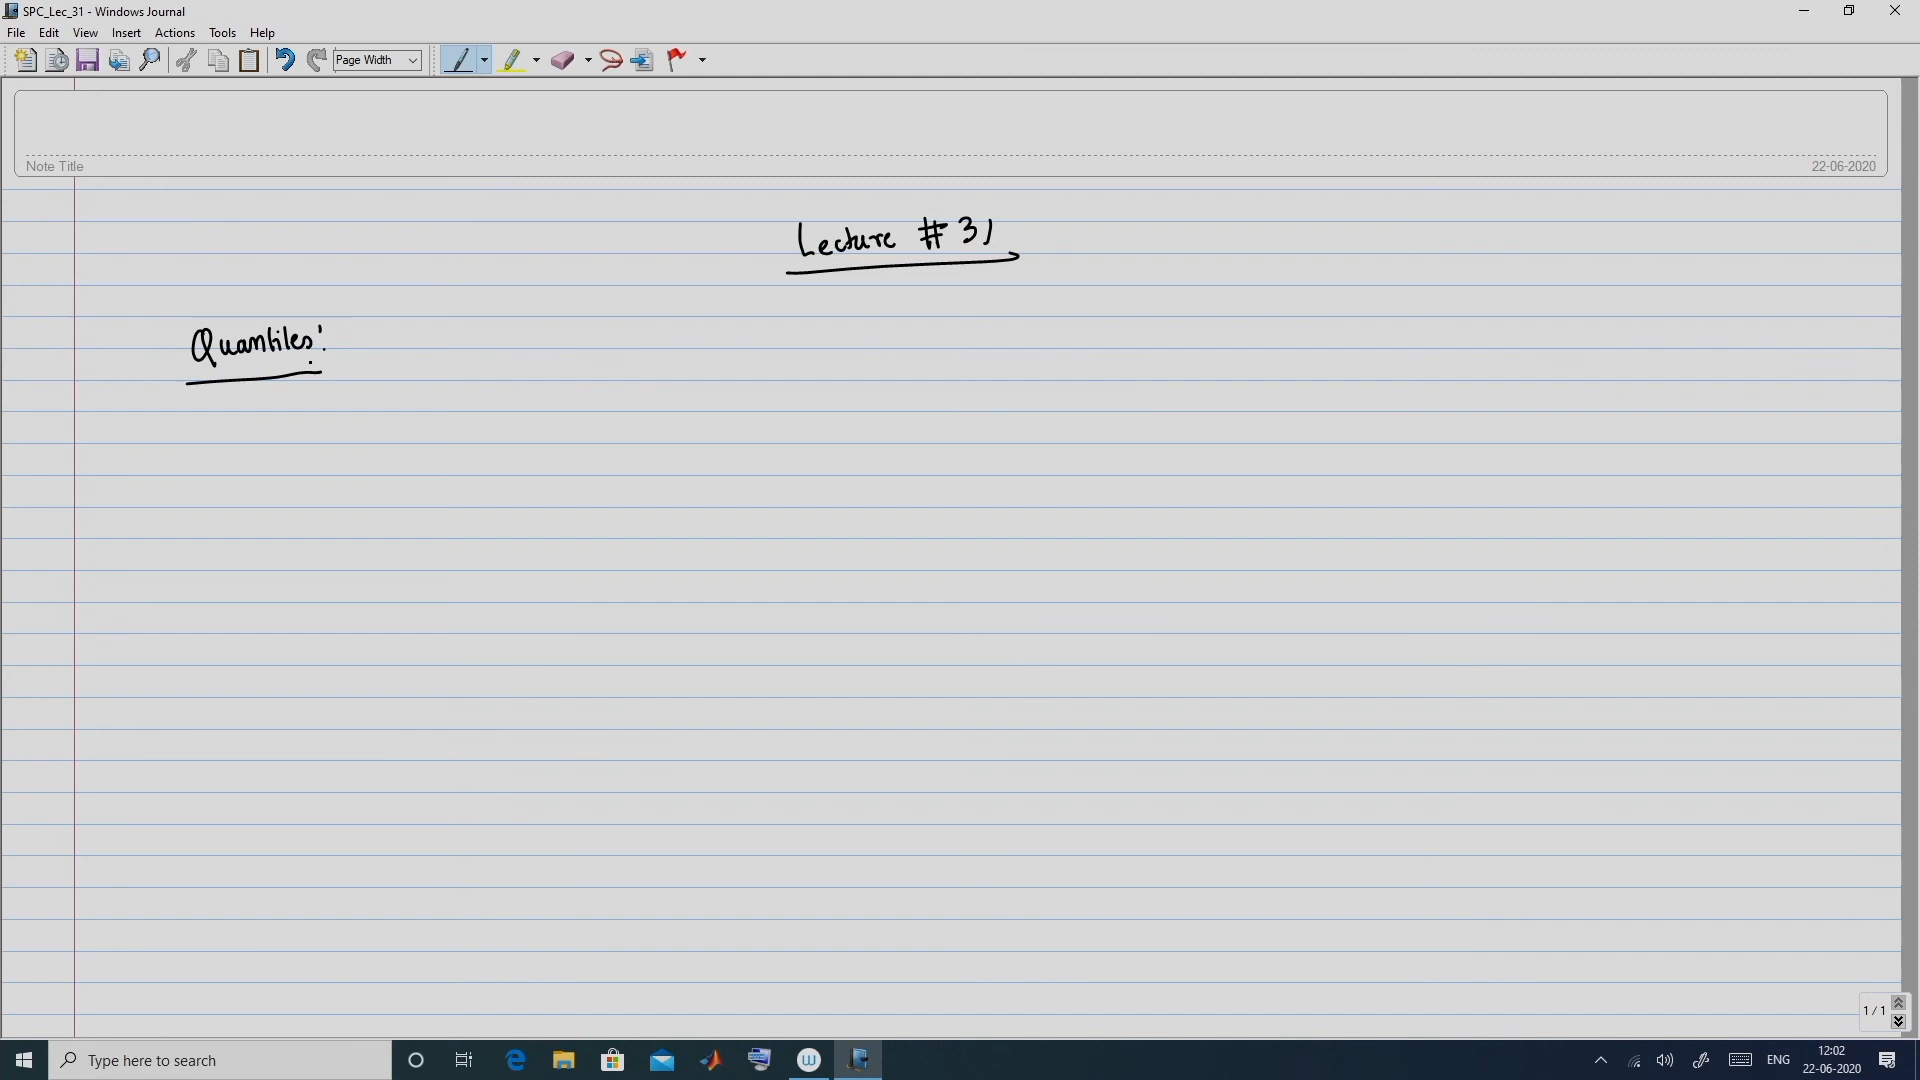 SPC_Lec_31 - Windows Journal
File Edit View Insert Actions Tools Help
Page Width
Note Title
22-06-2020
Lecture # 31
Quantiles:
1 / 1
Type here to search
ENG
12:02
22-06-2020